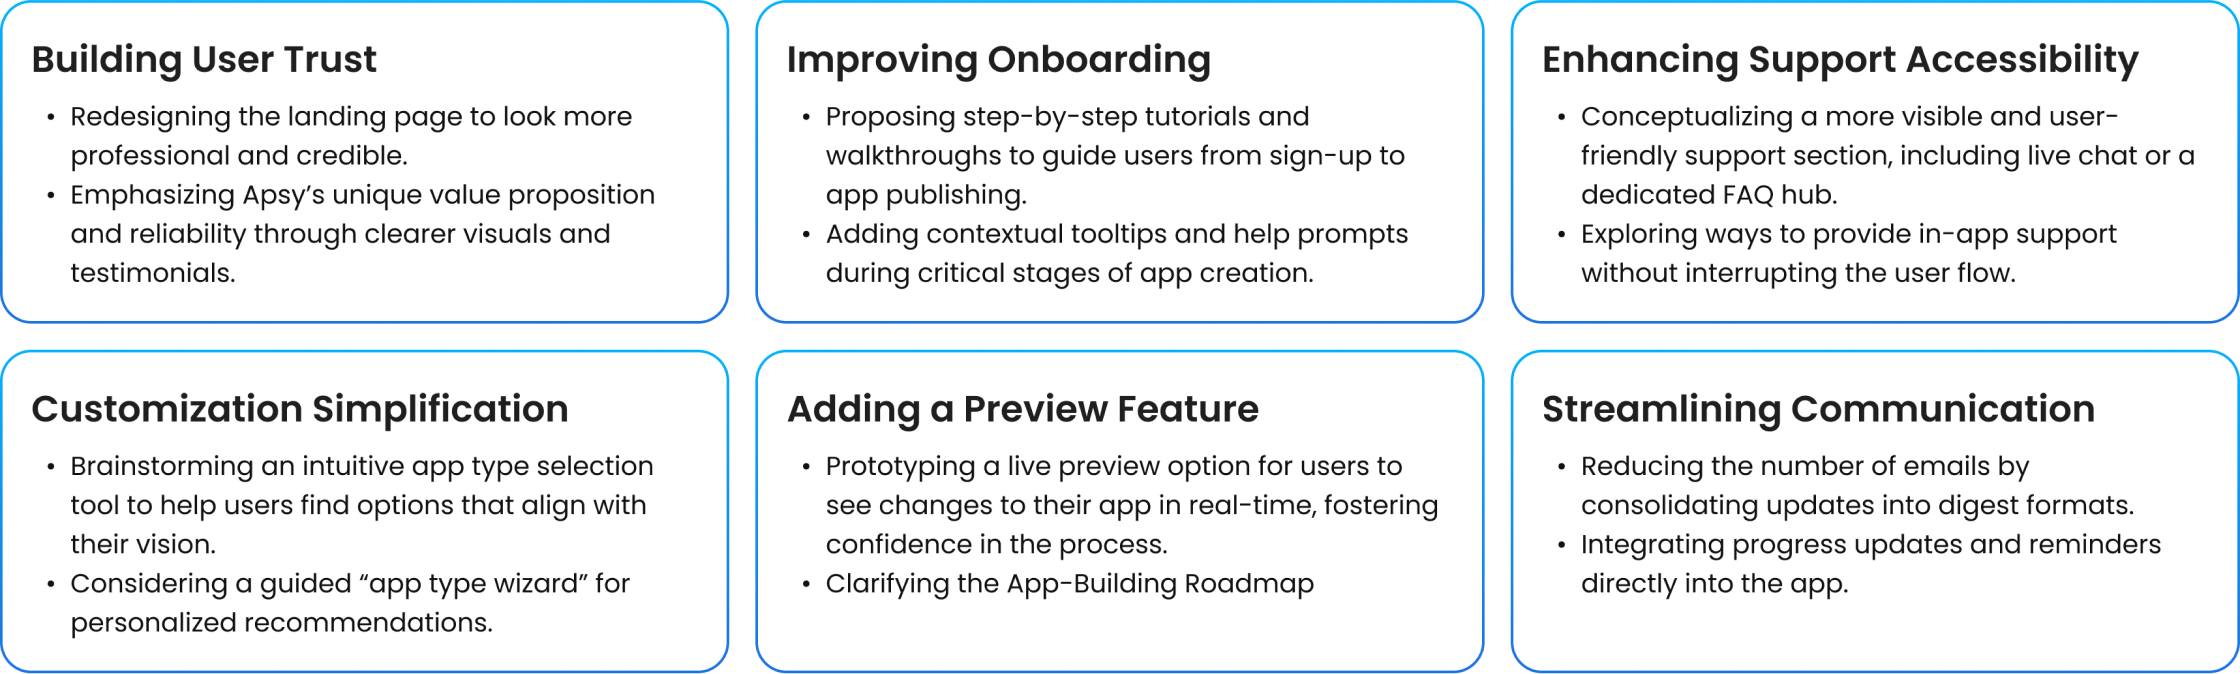 Building User Trust
• Redesigning the landing page to look more
professional and credible.
• Emphasizing Apsy’s unique value proposition
and reliability through clearer visuals and
testimonials.
Improving Onboarding
• Proposing step-by-step tutorials and
walkthroughs to guide users from sign-up to
app publishing.
• Adding contextual tooltips and help prompts
during critical stages of app creation.
Enhancing Support Accessibility
• Conceptualizing a more visible and user-
friendly support section, including live chat or a
dedicated FAQ hub.
• Exploring ways to provide in-app support
without interrupting the user flow.
Customization Simplification
• Brainstorming an intuitive app type selection
tool to help users find options that align with
their vision.
• Considering a guided “app type wizard” for
personalized recommendations.
Adding a Preview Feature
• Prototyping a live preview option for users to
see changes to their app in real-time, fostering
confidence in the process.
• Clarifying the App-Building Roadmap
Streamlining Communication
• Reducing the number of emails by
consolidating updates into digest formats.
• Integrating progress updates and reminders
directly into the app.